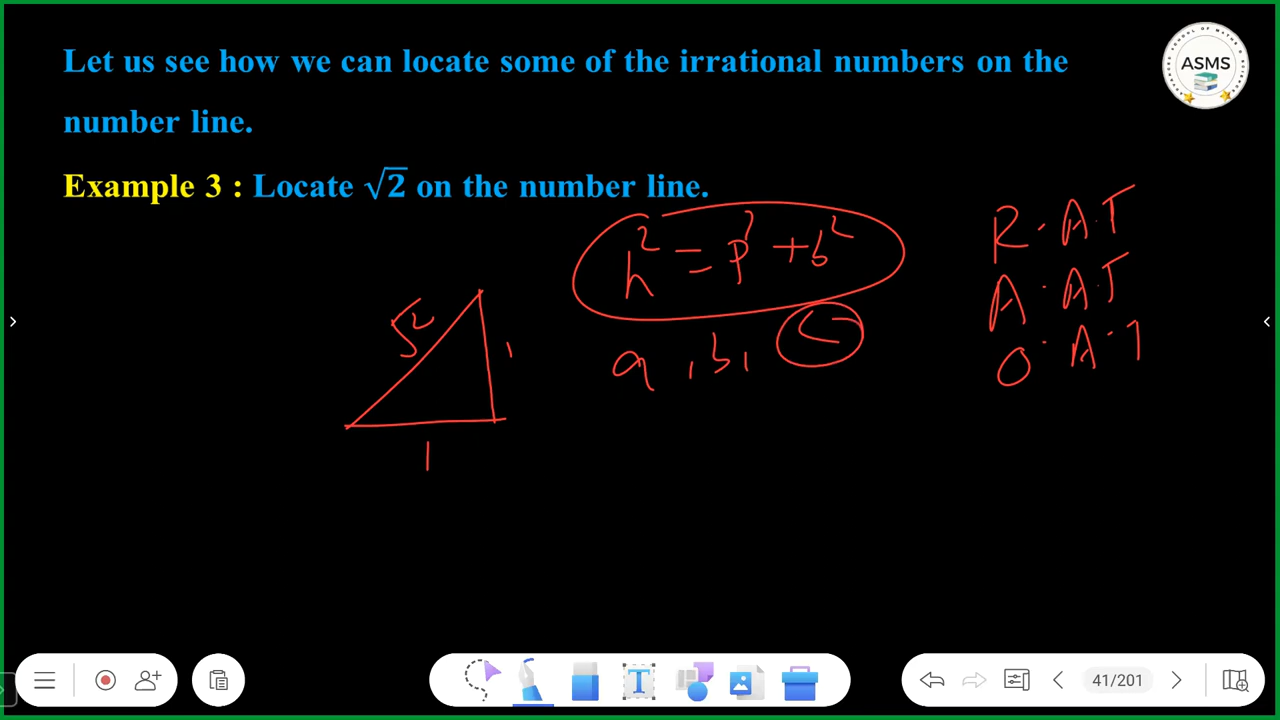 Let us see how we can locate some of the irrational numbers on the
number line.
Example 3 : Locate √2 on the number line.
h² = p² + b²
a, b,
R.A.T
A.A.T
O.A.T
1
1
ASMS
41/201